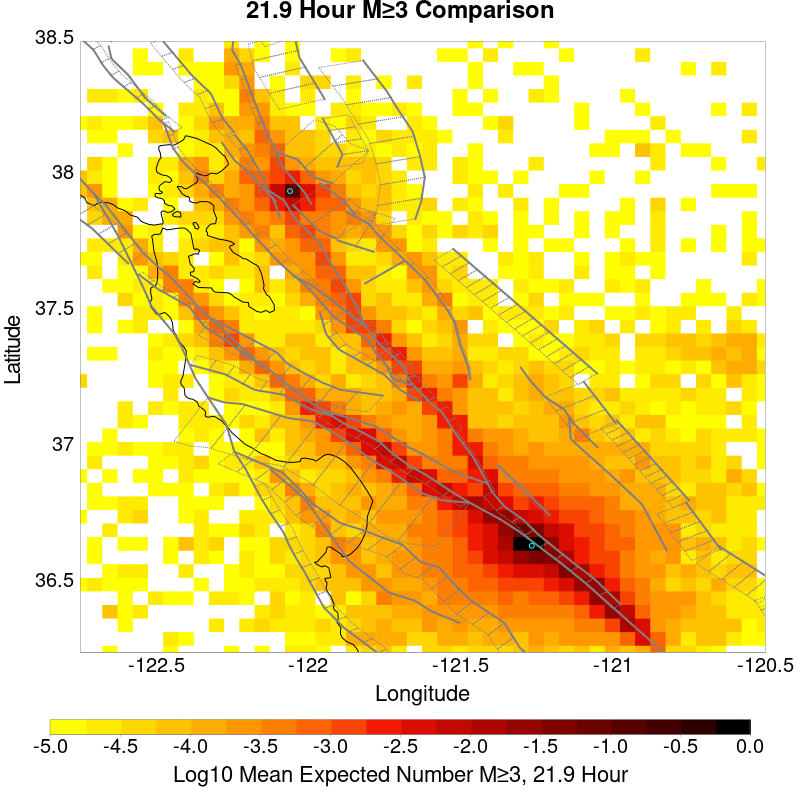 21.9 Hour M≥3 Comparison
38.5
38
37.5
37
36.5
Latitude
-122.5 -122 -121.5 -121 -120.5
Longitude
-5.0 -4.5 -4.0 -3.5 -3.0 -2.5 -2.0 -1.5 -1.0 -0.5 0.0
Log10 Mean Expected Number M≥3, 21.9 Hour